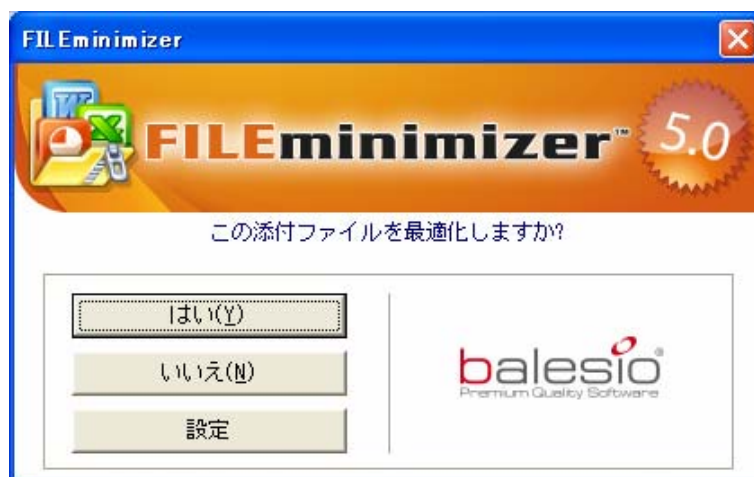 FILEminimizer
FILEminimizer™ 5.0
この添付ファイルを最適化しますか?
はい(Y)
いいえ(N)
設定
balesio®
Premium Quality Software